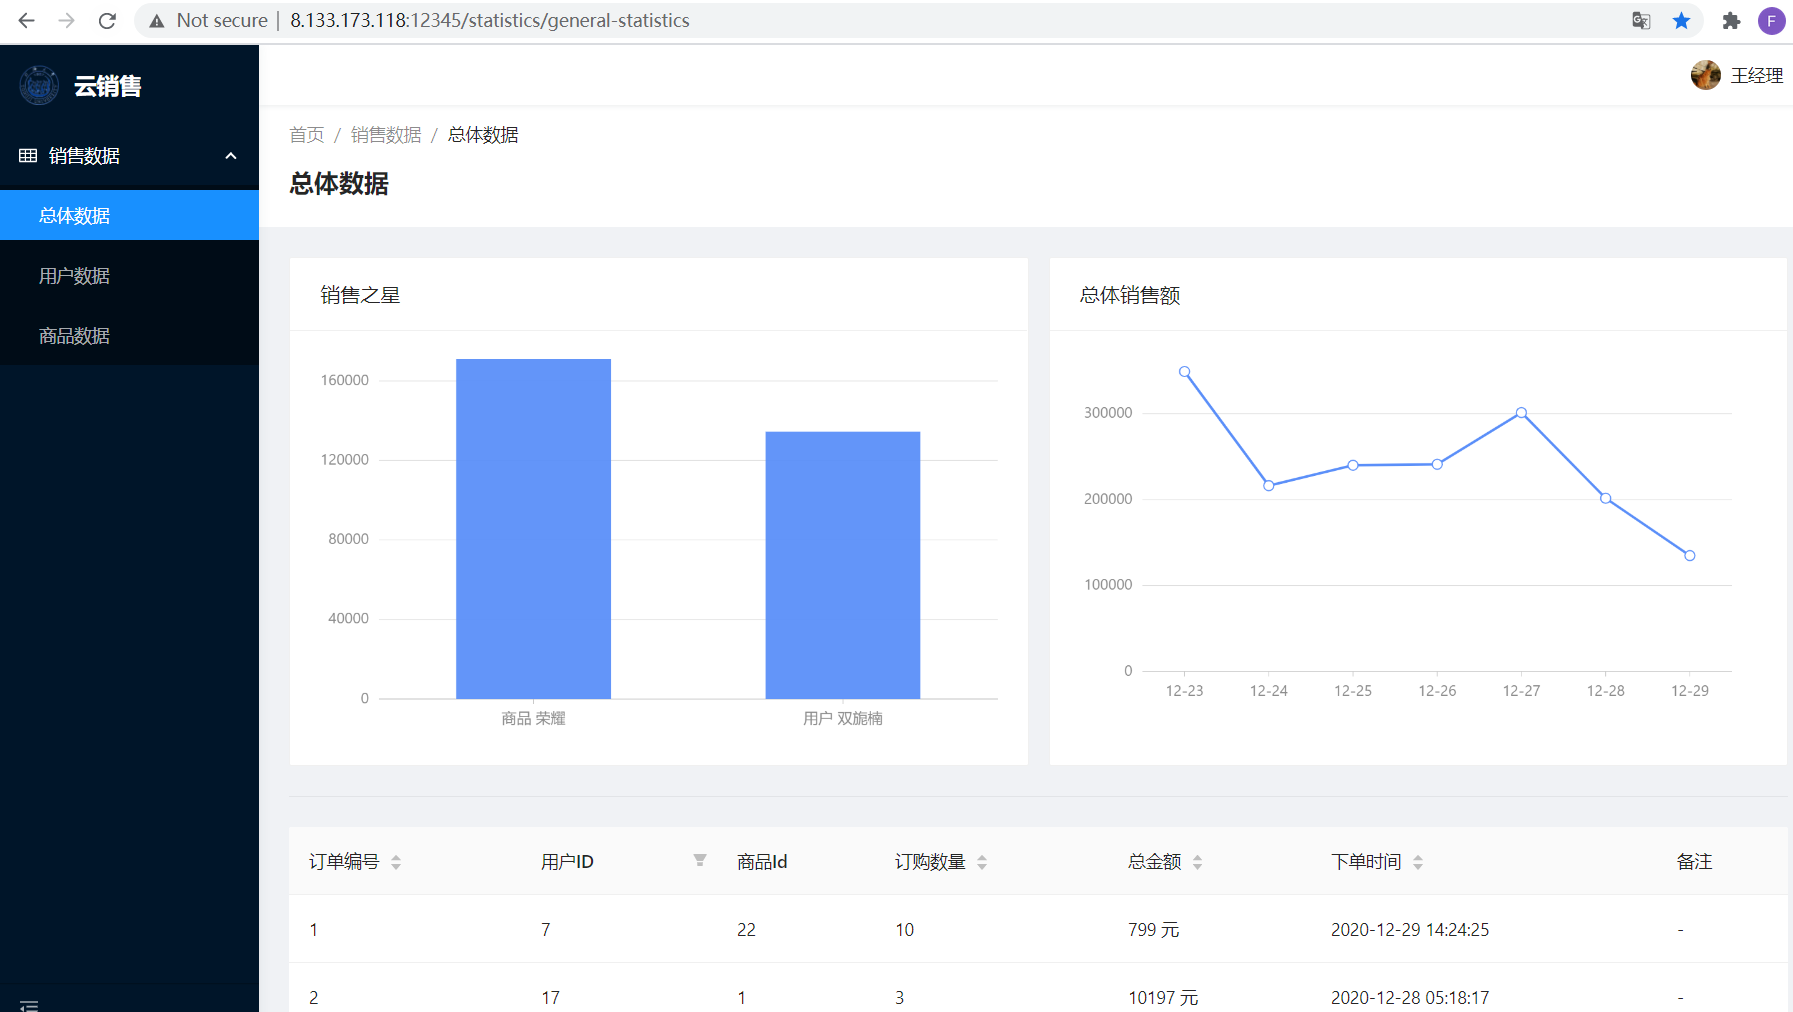 Not secure | 8.133.173.118:12345/statistics/general-statistics
F
云销售
王经理
首页 / 销售数据 / 总体数据
总体数据
销售数据
总体数据
用户数据
商品数据
销售之星
160000
120000
80000
40000
0
商品 荣耀
用户 双旎楠
总体销售额
300000
200000
100000
0
12-23 12-24 12-25 12-26 12-27 12-28 12-29
订单编号 用户ID 商品Id 订购数量 总金额 下单时间 备注
1 7 22 10 799 元 2020-12-29 14:24:25 -
2 17 1 3 10197 元 2020-12-28 05:18:17 -